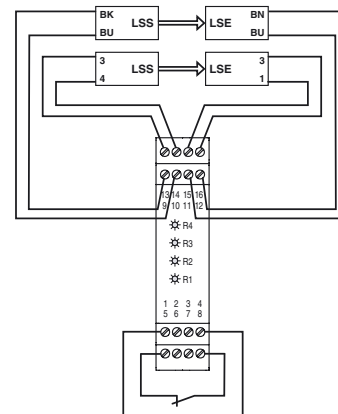 BK LSS LSE BN
BU BU
3 LSS LSE 3
4 1
13 14 15 16
9 10 11 12
R4
R3
R2
R1
1 2 3 4
5 6 7 8